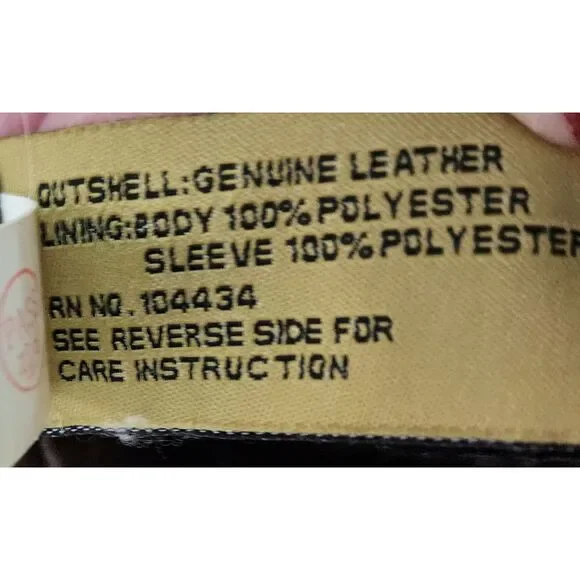 OUTSHELL:GENUINE LEATHER
LINING:BODY 100% POLYESTER
SLEEVE 100% POLYESTER
RN NO. 104434
SEE REVERSE SIDE FOR
CARE INSTRUCTION